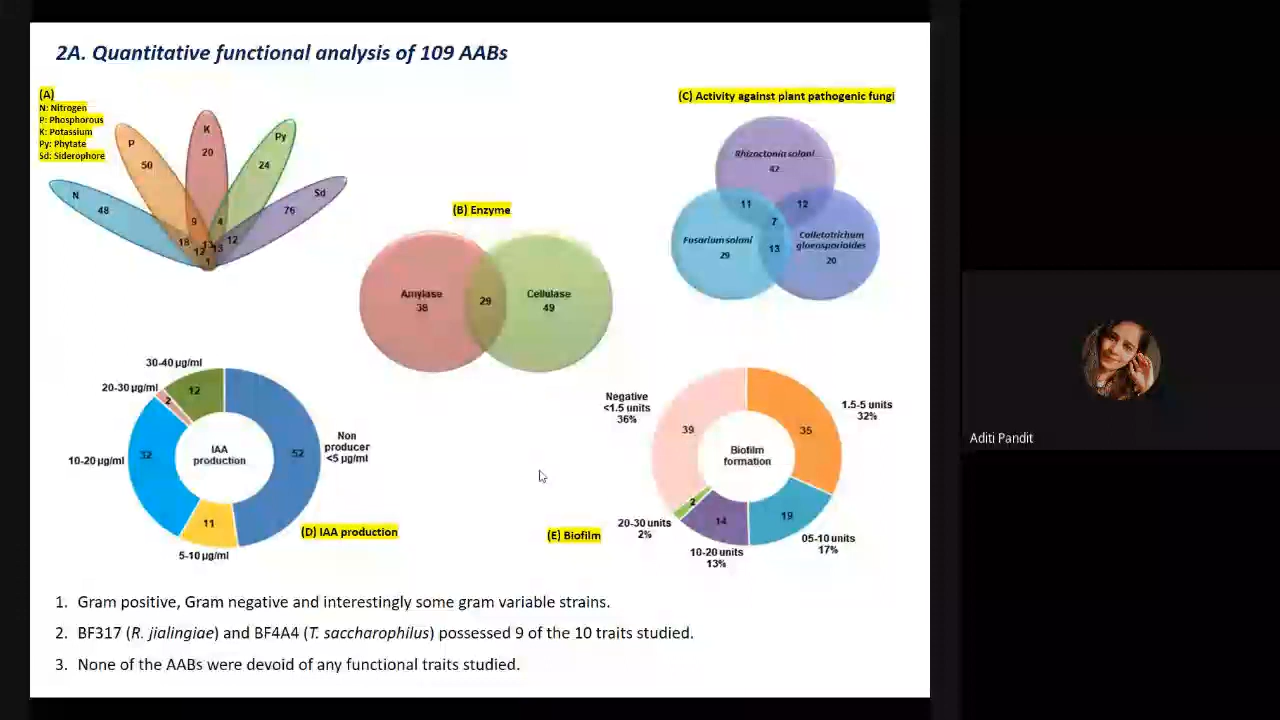 2A. Quantitative functional analysis of 109 AABs
(A)
N: Nitrogen
P: Phosphorous
K: Potassium
Py: Phytate
Sd: Siderophore
N
48
P
50
K
20
Py
24
Sd
76
9
4
18
12
13
12
1
(B) Enzyme
Amylase
38
29
Cellulase
49
(C) Activity against plant pathogenic fungi
Rhizoctonia solani
42
11
12
7
Fusarium solani
29
13
Colletotrichum
gloeosporioides
20
30-40 µg/ml
20-30 µg/ml
10-20 µg/ml
5-10 µg/ml
12
2
32
11
52
IAA
production
Non
producer
<5 µg/ml
(D) IAA production
Negative
<1.5 units
36%
39
35
1.5-5 units
32%
Biofilm
formation
2
14
19
20-30 units
2%
10-20 units
13%
05-10 units
17%
(E) Biofilm
1. Gram positive, Gram negative and interestingly some gram variable strains.
2. BF317 (R. jialingiae) and BF4A4 (T. saccharophilus) possessed 9 of the 10 traits studied.
3. None of the AABs were devoid of any functional traits studied.
Aditi Pandit